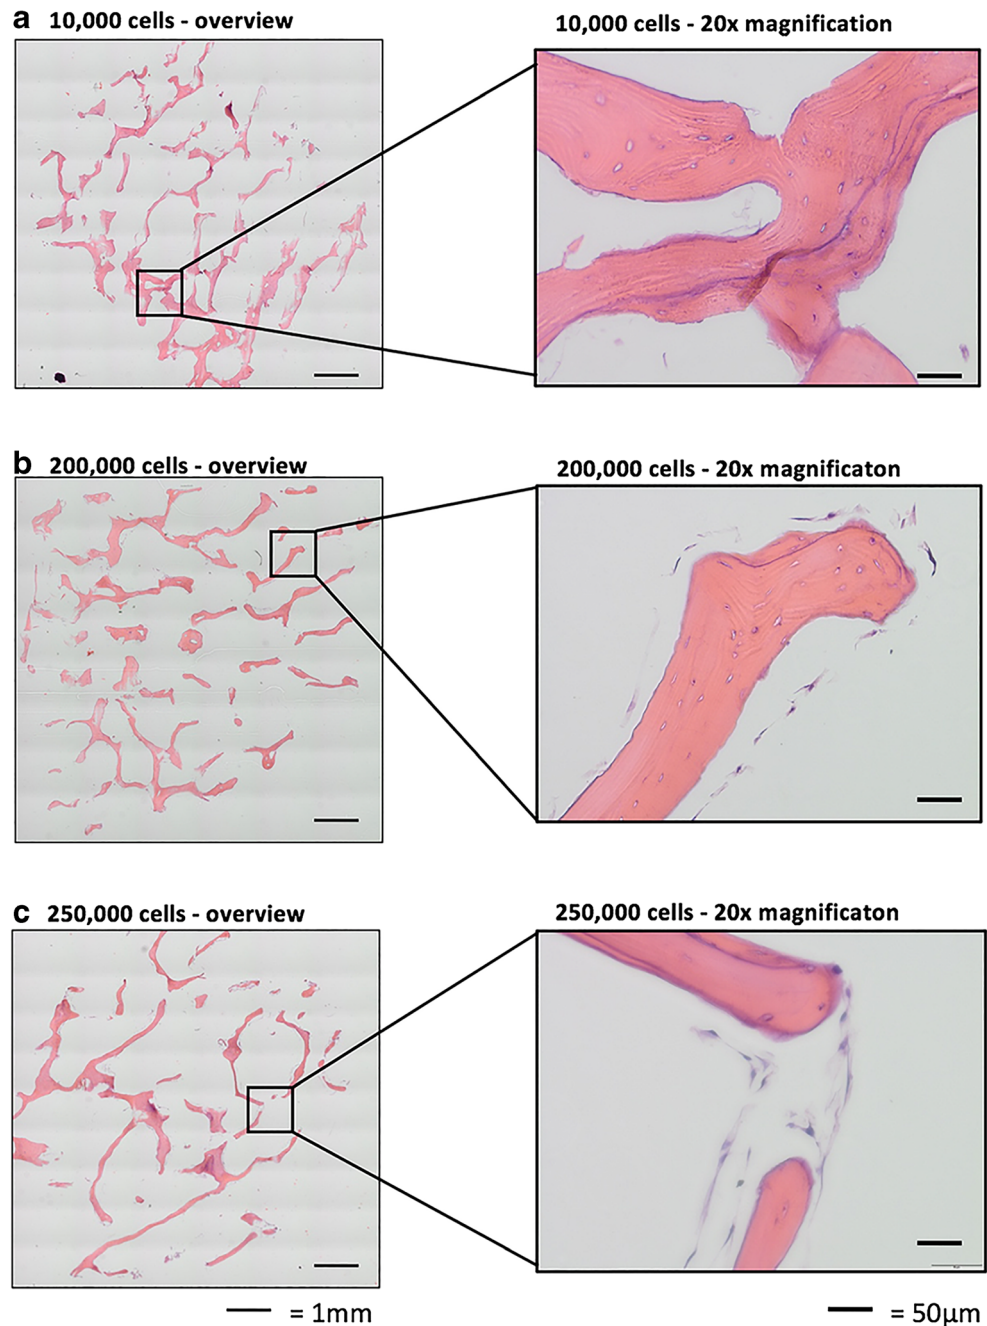 a 10,000 cells - overview
10,000 cells - 20x magnification
b 200,000 cells - overview
200,000 cells - 20x magnificaton
c 250,000 cells - overview
250,000 cells - 20x magnificaton
= 1mm
= 50µm